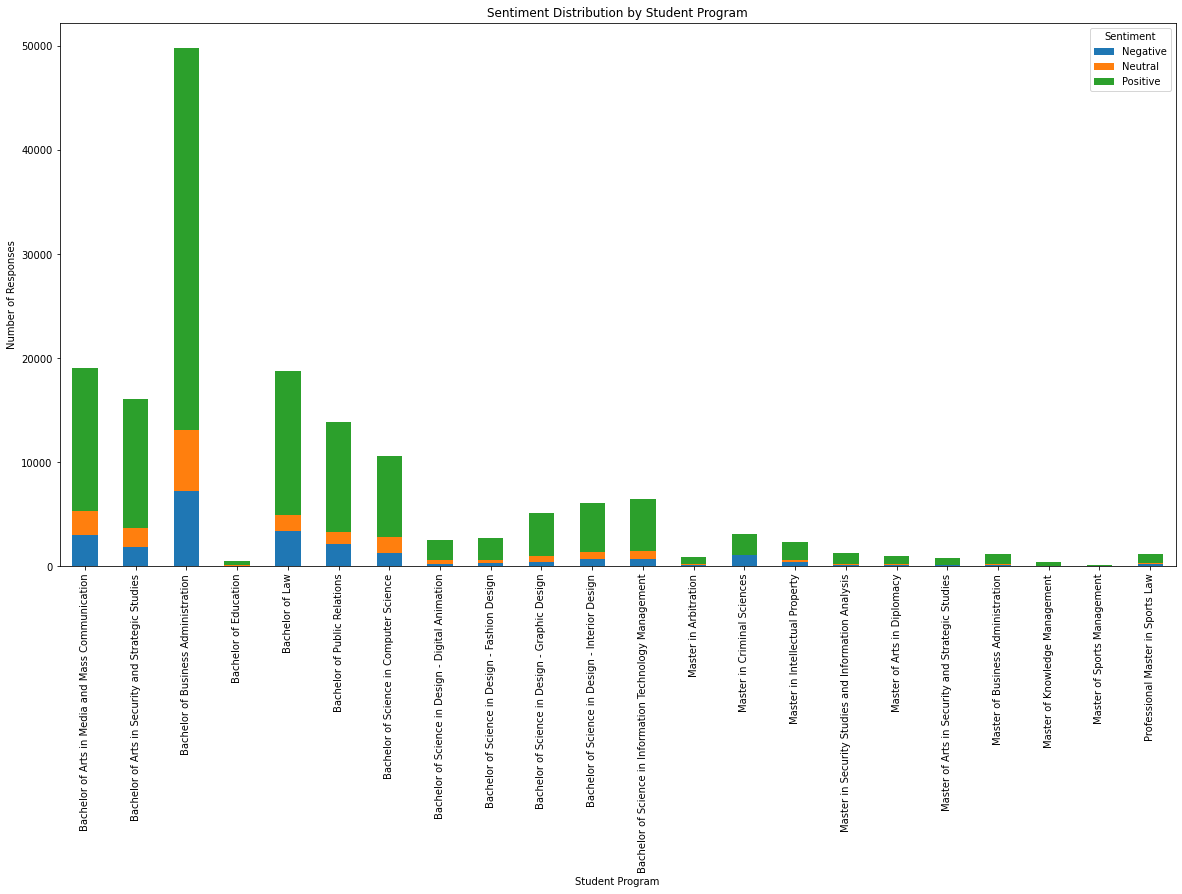 Sentiment Distribution by Student Program
Sentiment
Negative
Neutral
Positive
Number of Responses
50000
40000
30000
20000
10000
0
Bachelor of Arts in Media and Mass Communication
Bachelor of Arts in Security and Strategic Studies
Bachelor of Business Administration
Bachelor of Education
Bachelor of Law
Bachelor of Public Relations
Bachelor of Science in Computer Science
Bachelor of Science in Design - Digital Animation
Bachelor of Science in Design - Fashion Design
Bachelor of Science in Design - Graphic Design
Bachelor of Science in Design - Interior Design
Bachelor of Science in Information Technology Management
Master in Arbitration
Master in Criminal Sciences
Master in Intellectual Property
Master in Security Studies and Information Analysis
Master of Arts in Diplomacy
Master of Arts in Security and Strategic Studies
Master of Business Administration
Master of Knowledge Management
Master of Sports Management
Professional Master in Sports Law
Student Program